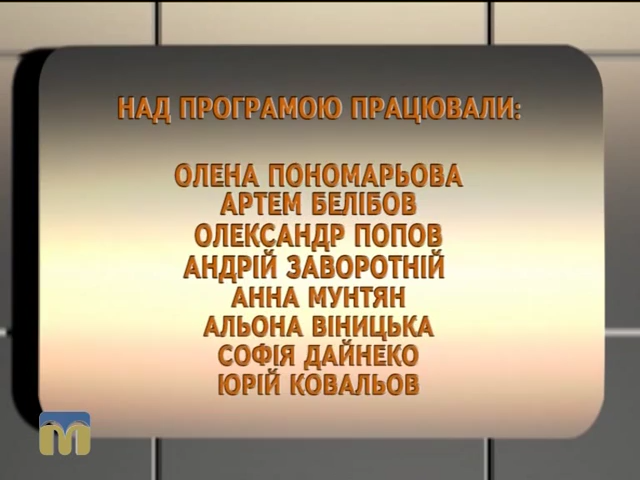 НАД ПРОГРАМОЮ ПРАЦЮВАЛИ:
ОЛЕНА ПОНОМАРЬОВА
АРТЕМ БЕЛІБОВ
ОЛЕКСАНДР ПОПОВ
АНДРІЙ ЗАВОРОТНІЙ
АННА МУНТЯН
АЛЬОНА ВІНИЦЬКА
СОФІЯ ДАЙНЕКО
ЮРІЙ КОВАЛЬОВ
М